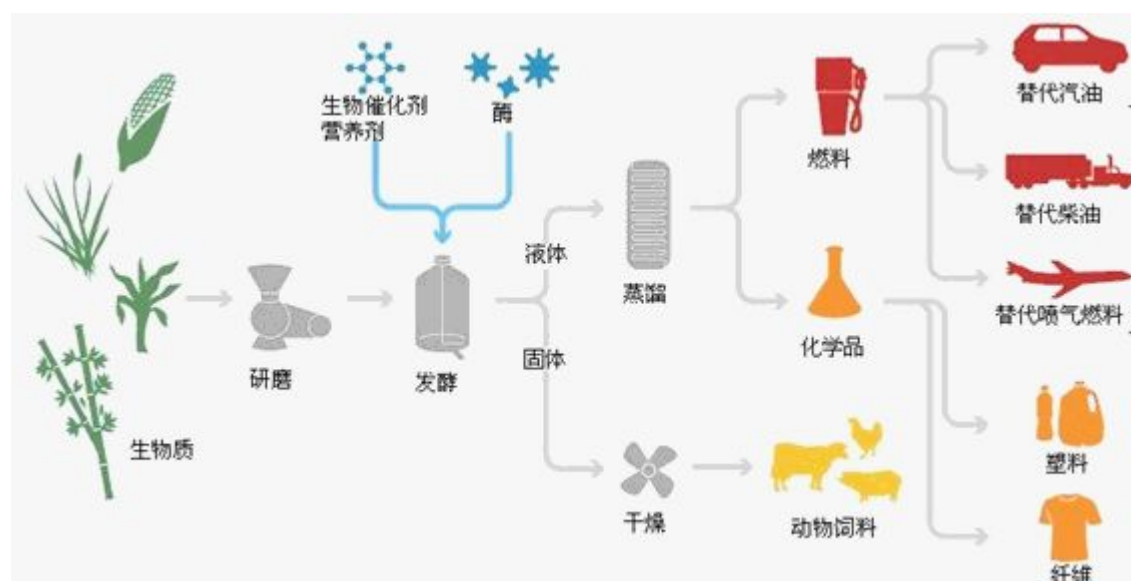 生物催化剂
营养剂
酶
替代汽油
燃料
替代柴油
液体
蒸馏
替代喷气燃料
固体
化学品
研磨
发酵
生物质
塑料
干燥
动物饲料
纤维